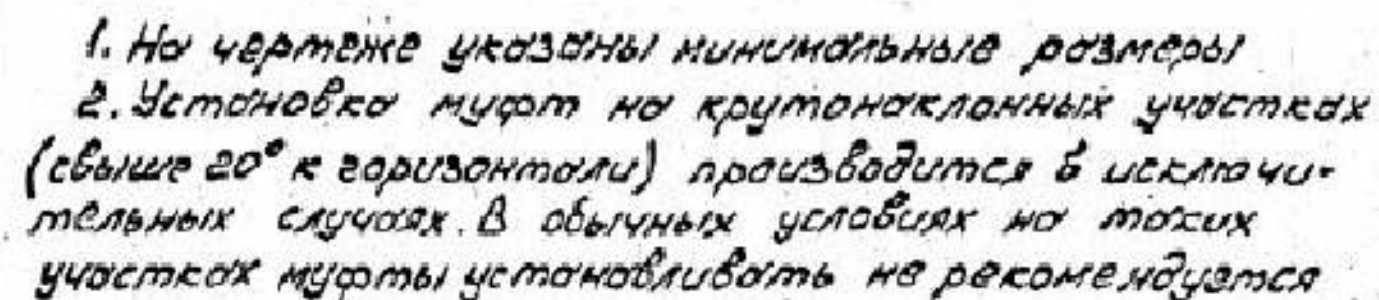 1. На чертеже указаны минимальные размеры
2. Установка муфт на крутонаклонных участках
(свыше 20° к горизонтали) производится в исключи-
тельных случаях. В обычных условиях на таких
участках муфты устанавливать не рекомендуется